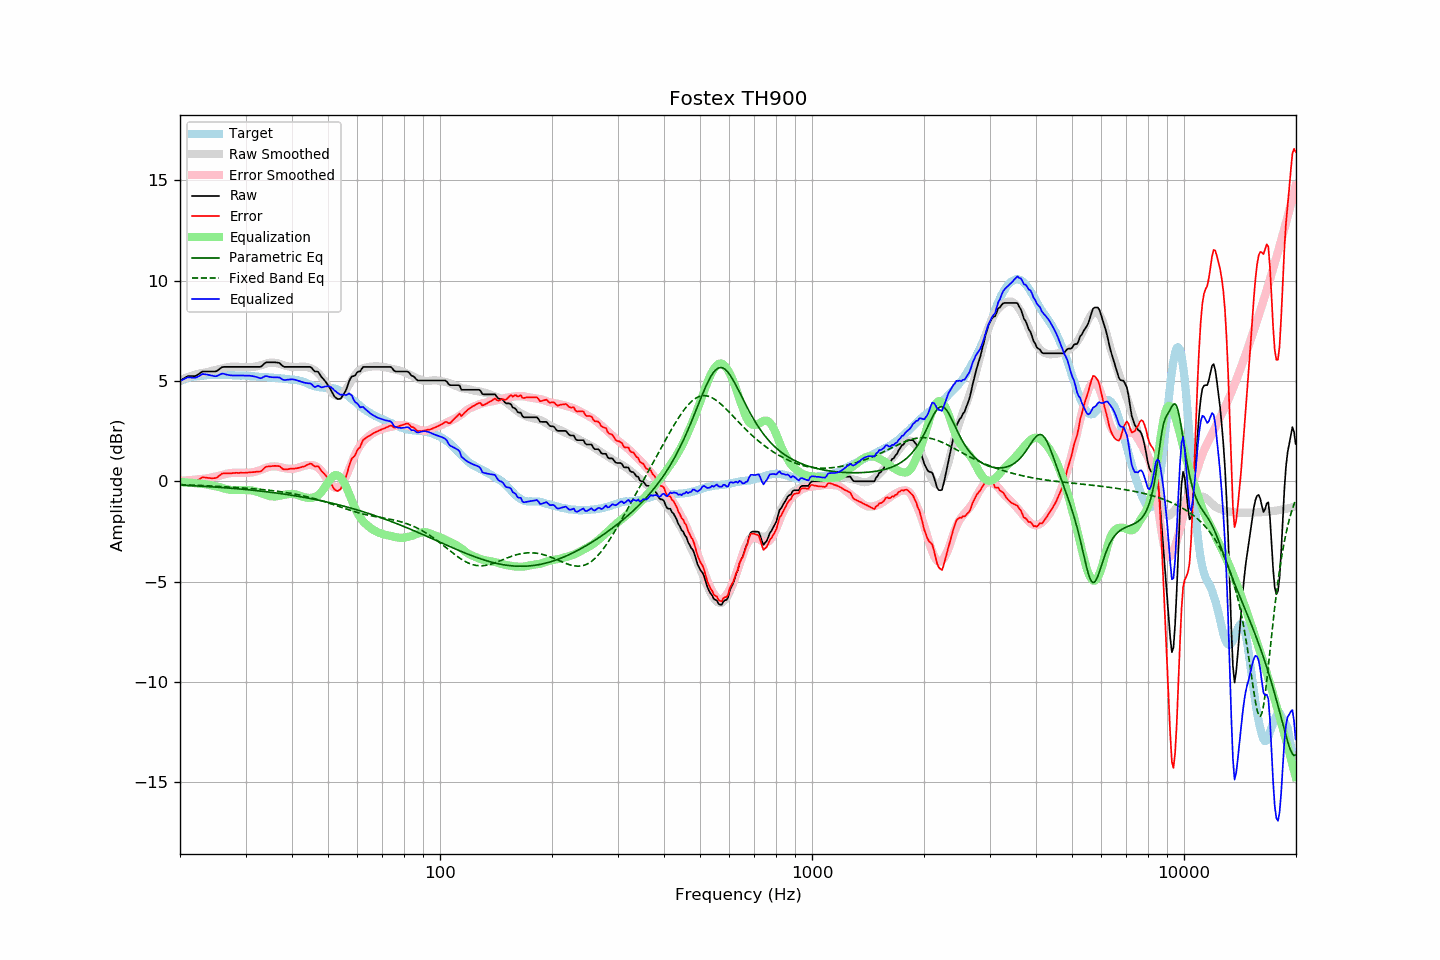 Fostex TH900
Target
Raw Smoothed
Error Smoothed
Raw
Error
Equalization
Parametric Eq
Fixed Band Eq
Equalized
15
10
5
0
−5
−10
−15
Amplitude (dBr)
100
1000
10000
Frequency (Hz)